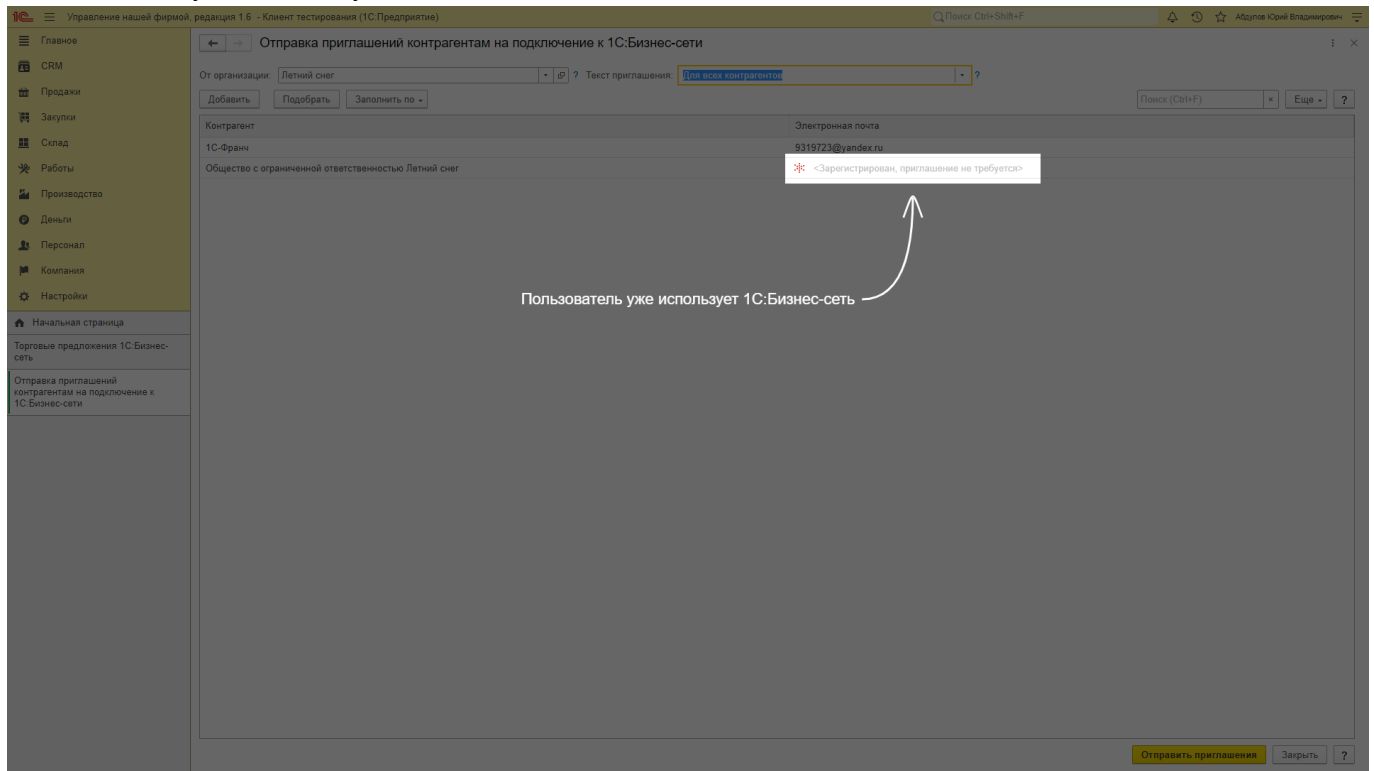 1С Управление нашей фирмой, редакция 1.6 - Клиент тестирования (1С:Предприятие) Поиск Ctrl+Shift+F Абдулов Юрий Владимирович
Главное
CRM
Продажи
Закупки
Склад
Работы
Производство
Деньги
Персонал
Компания
Настройки
Начальная страница
Торговые предложения 1С:Бизнес-
сеть
Отправка приглашений
контрагентам на подключение к
1С:Бизнес-сети
Отправка приглашений контрагентам на подключение к 1С:Бизнес-сети
От организации: Летний снег ? Текст приглашения: Для всех контрагентов ?
Добавить Подобрать Заполнить по Поиск (Ctrl+F) × Еще ?
Контрагент Электронная почта
1С-Франч 9319723@yandex.ru
Общество с ограниченной ответственностью Летний снег <Зарегистрирован, приглашение не требуется>
Пользователь уже использует 1С:Бизнес-сеть
Отправить приглашения Закрыть ?